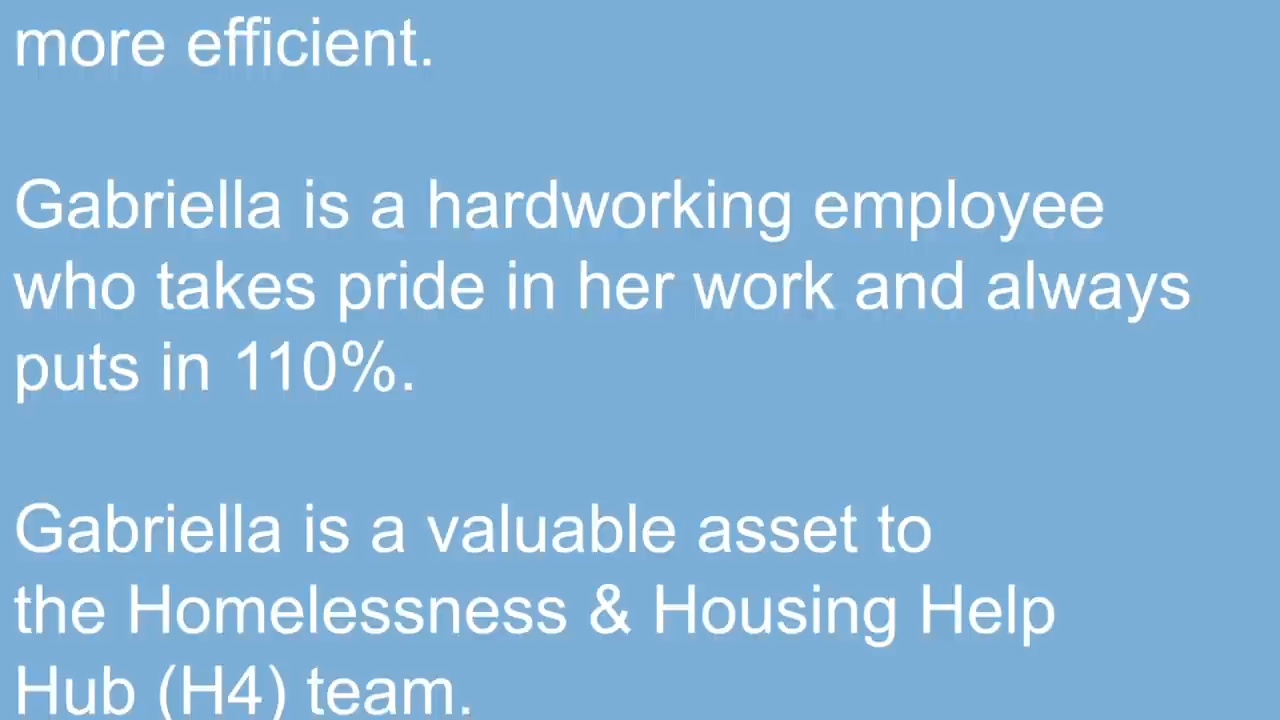 more efficient.
Gabriella is a hardworking employee
who takes pride in her work and always
puts in 110%.
Gabriella is a valuable asset to
the Homelessness & Housing Help
Hub (H4) team.